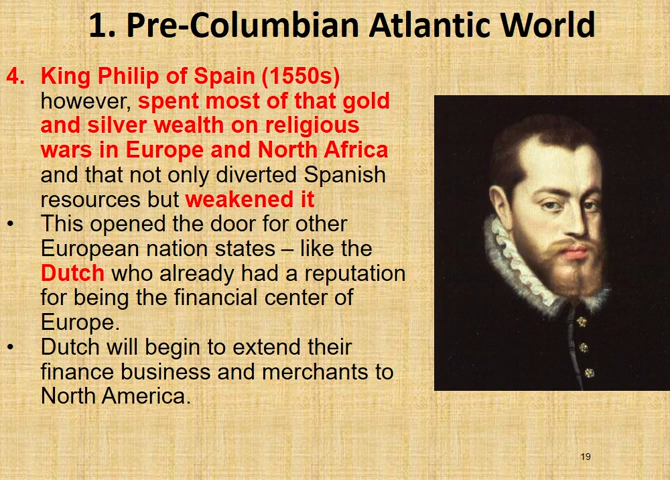 1. Pre-Columbian Atlantic World
4. King Philip of Spain (1550s)
however, spent most of that gold
and silver wealth on religious
wars in Europe and North Africa
and that not only diverted Spanish
resources but weakened it
• This opened the door for other
European nation states – like the
Dutch who already had a reputation
for being the financial center of
Europe.
• Dutch will begin to extend their
finance business and merchants to
North America.
19